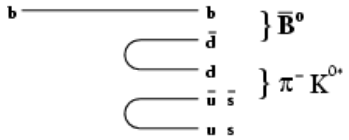 b b } B̅⁰
d̅
d } π⁻ K⁰*
u̅ s̅
u s